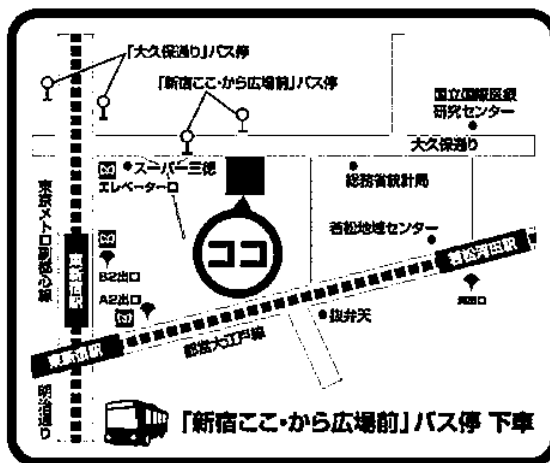 「大久保通り」バス停
「新宿ここ・から広場前」バス停
国立国際医療
研究センター
大久保通り
スーパー三徳
エレベーター口
総務省統計局
若松地域センター
ココ
東京メトロ副都心線
東新宿駅
B2出口
A2出口
若松河田駅
河田口
抜弁天
都営大江戸線
東新宿駅
明治通り
「新宿ここ・から広場前」バス停 下車